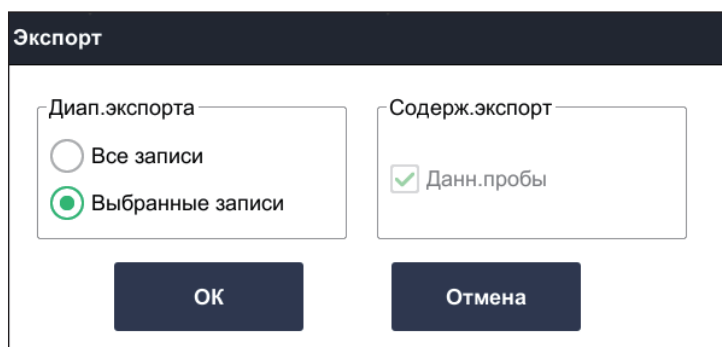 Экспорт
Диап.экспорта
Все записи
Выбранные записи
Содерж.экспорт
Данн.пробы
ОК
Отмена